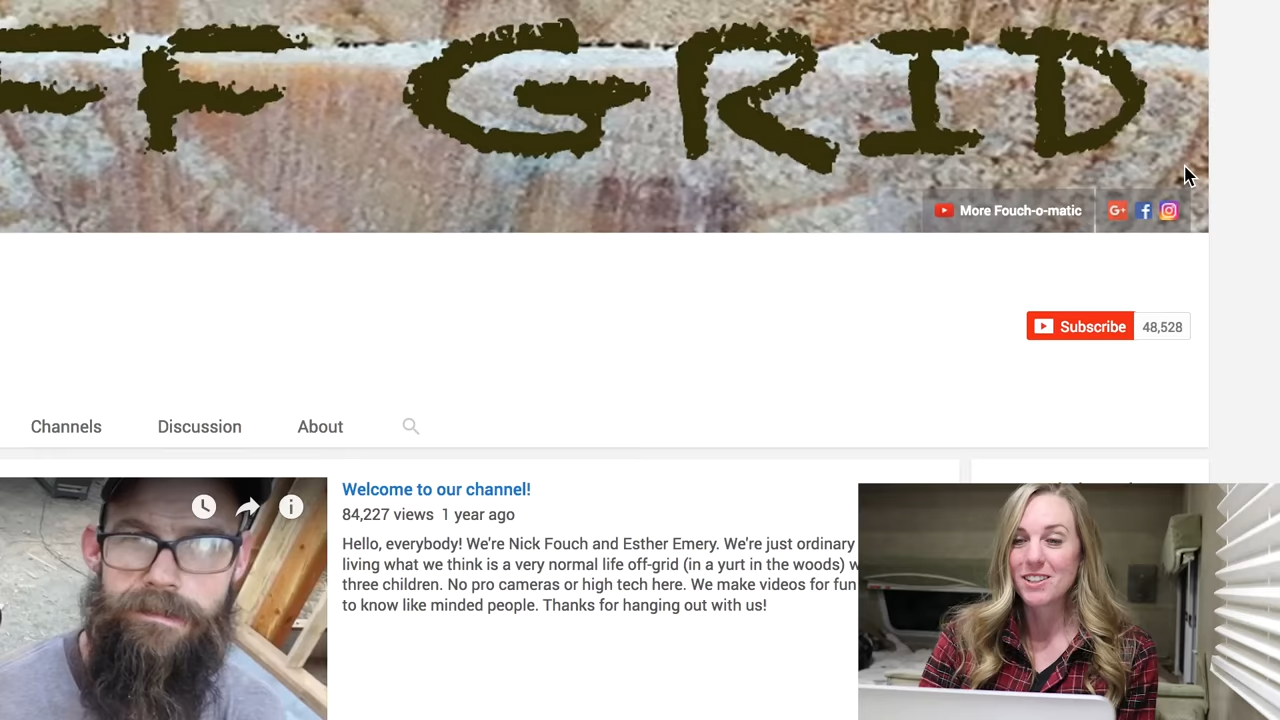 FF GRID
More Fouch-o-matic
G+
Subscribe 48,528
Channels Discussion About
Welcome to our channel!
84,227 views 1 year ago
Hello, everybody! We're Nick Fouch and Esther Emery. We're just ordinary
living what we think is a very normal life off-grid (in a yurt in the woods) w
three children. No pro cameras or high tech here. We make videos for fun
to know like minded people. Thanks for hanging out with us!